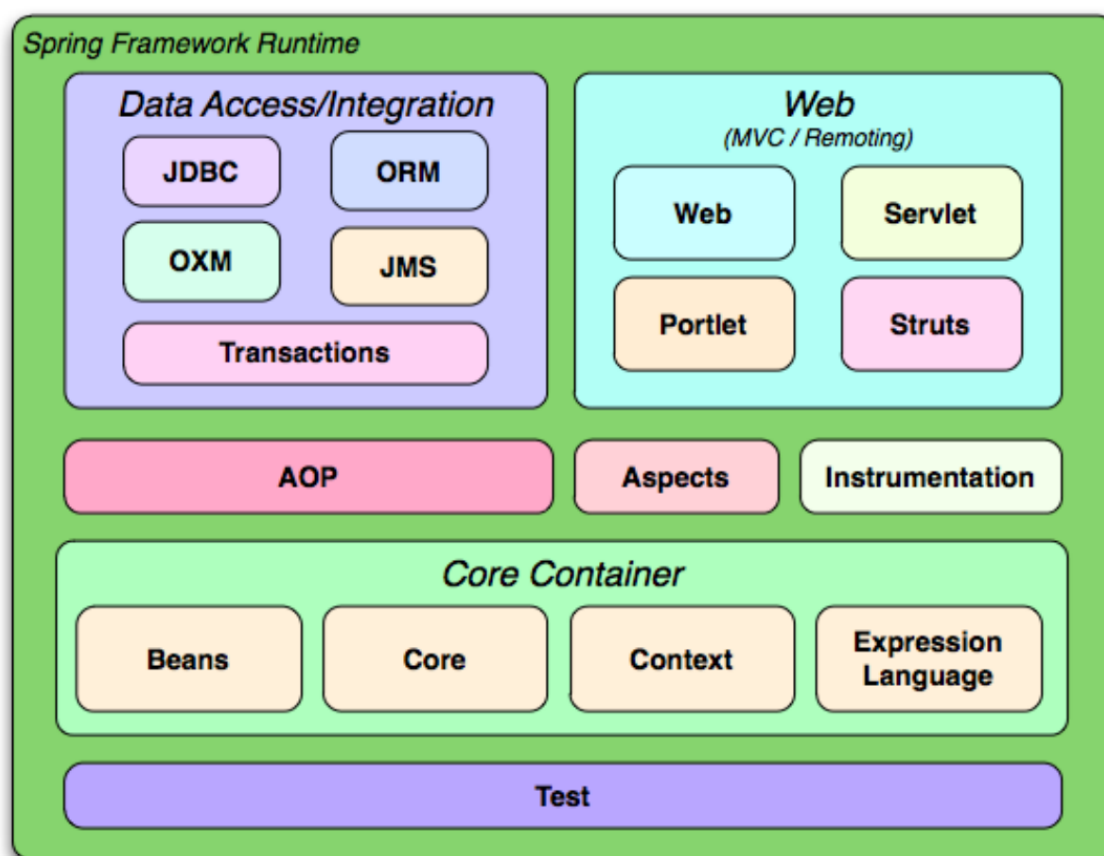 Spring Framework Runtime
Data Access/Integration
JDBC
ORM
OXM
JMS
Transactions
Web
(MVC / Remoting)
Web
Servlet
Portlet
Struts
AOP
Aspects
Instrumentation
Core Container
Beans
Core
Context
Expression
Language
Test